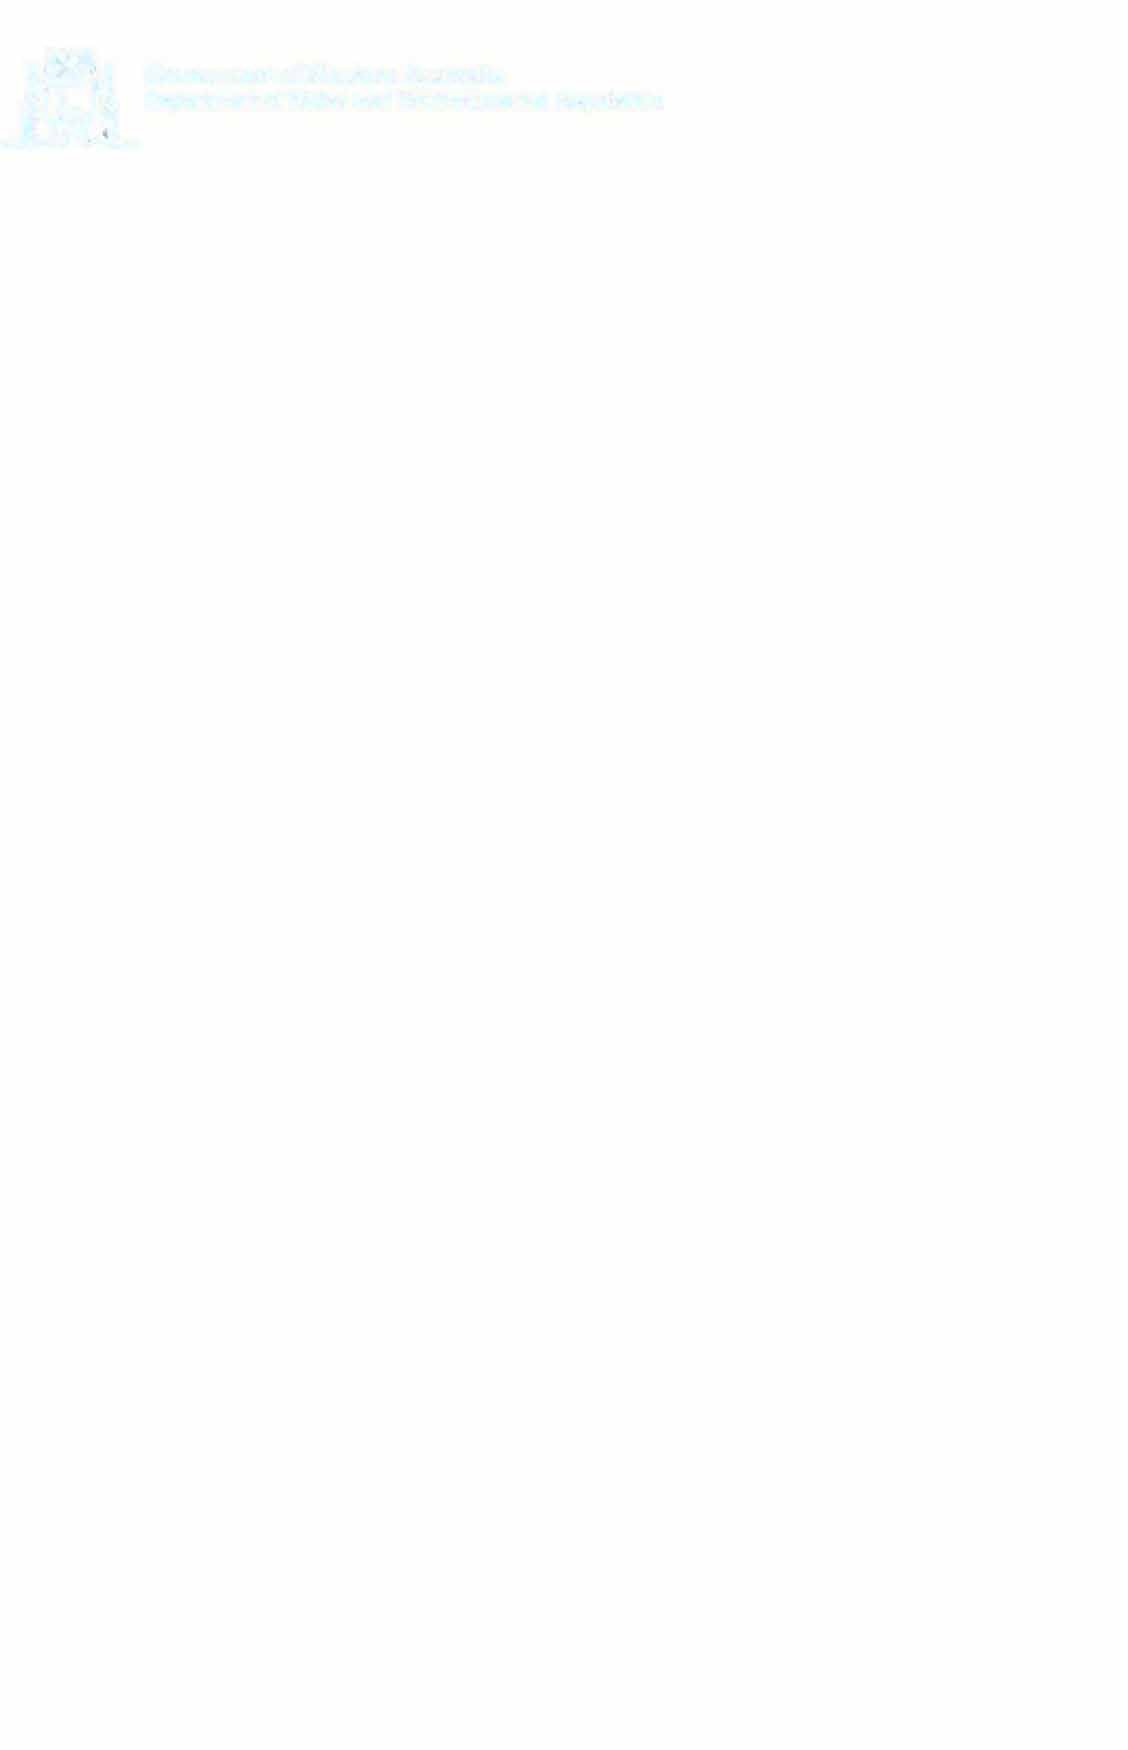 Government of Western Australia
Department of Water and Environmental Regulation